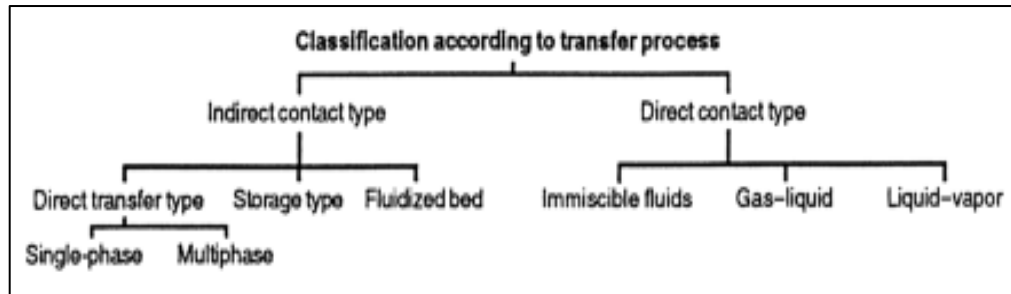 Classification according to transfer process
Indirect contact type Direct contact type
Direct transfer type Storage type Fluidized bed Immiscible fluids Gas–liquid Liquid–vapor
Single-phase Multiphase